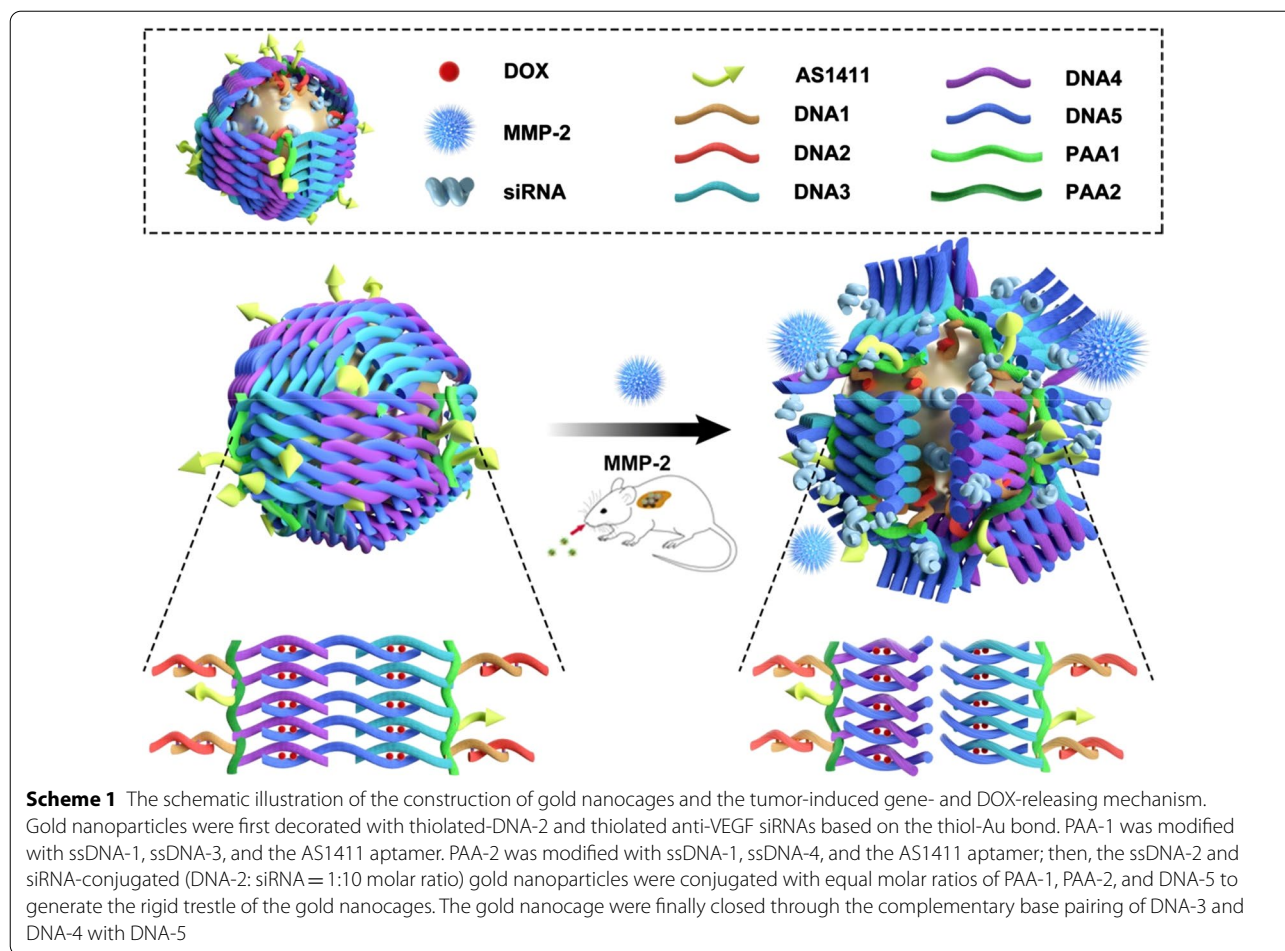 DOX
MMP-2
siRNA
AS1411
DNA1
DNA2
DNA3
DNA4
DNA5
PAA1
PAA2
MMP-2
Scheme 1 The schematic illustration of the construction of gold nanocages and the tumor-induced gene- and DOX-releasing mechanism.
Gold nanoparticles were first decorated with thiolated-DNA-2 and thiolated anti-VEGF siRNAs based on the thiol-Au bond. PAA-1 was modified
with ssDNA-1, ssDNA-3, and the AS1411 aptamer. PAA-2 was modified with ssDNA-1, ssDNA-4, and the AS1411 aptamer; then, the ssDNA-2 and
siRNA-conjugated (DNA-2: siRNA = 1:10 molar ratio) gold nanoparticles were conjugated with equal molar ratios of PAA-1, PAA-2, and DNA-5 to
generate the rigid trestle of the gold nanocages. The gold nanocage were finally closed through the complementary base pairing of DNA-3 and
DNA-4 with DNA-5